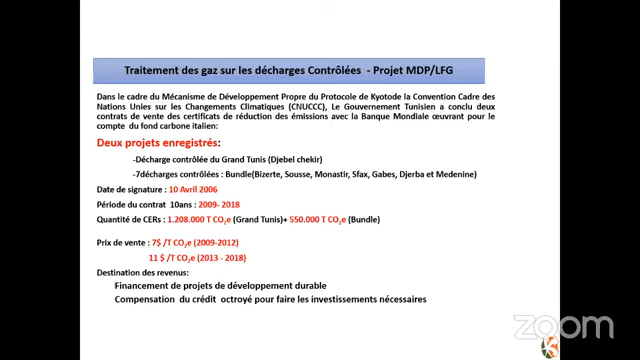 Traitement des gaz sur les décharges Contrôlées - Projet MDP/LFG
Dans le cadre du Mécanisme de Développement Propre du Protocole de Kyotode la Convention Cadre des
Nations Unies sur les Changements Climatiques (CNUCCC), Le Gouvernement Tunisien a conclu deux
contrats de vente des certificats de réduction des émissions avec la Banque Mondiale œuvrant pour le
compte du fond carbone italien:
Deux projets enregistrés:
-Décharge contrôlée du Grand Tunis (Djebel chekir)
-7décharges contrôlées : Bundle(Bizerte, Sousse, Monastir, Sfax, Gabes, Djerba et Medenine)
Date de signature : 10 Avril 2006
Période du contrat 10ans : 2009- 2018
Quantité de CERs : 1.208.000 T CO2e (Grand Tunis)+ 550.000 T CO2e (Bundle)
Prix de vente : 7$ /T CO2e (2009-2012)
11 $ /T CO2e (2013 - 2018)
Destination des revenus:
Financement de projets de développement durable
Compensation du crédit octroyé pour faire les investissements nécessaires
zoom